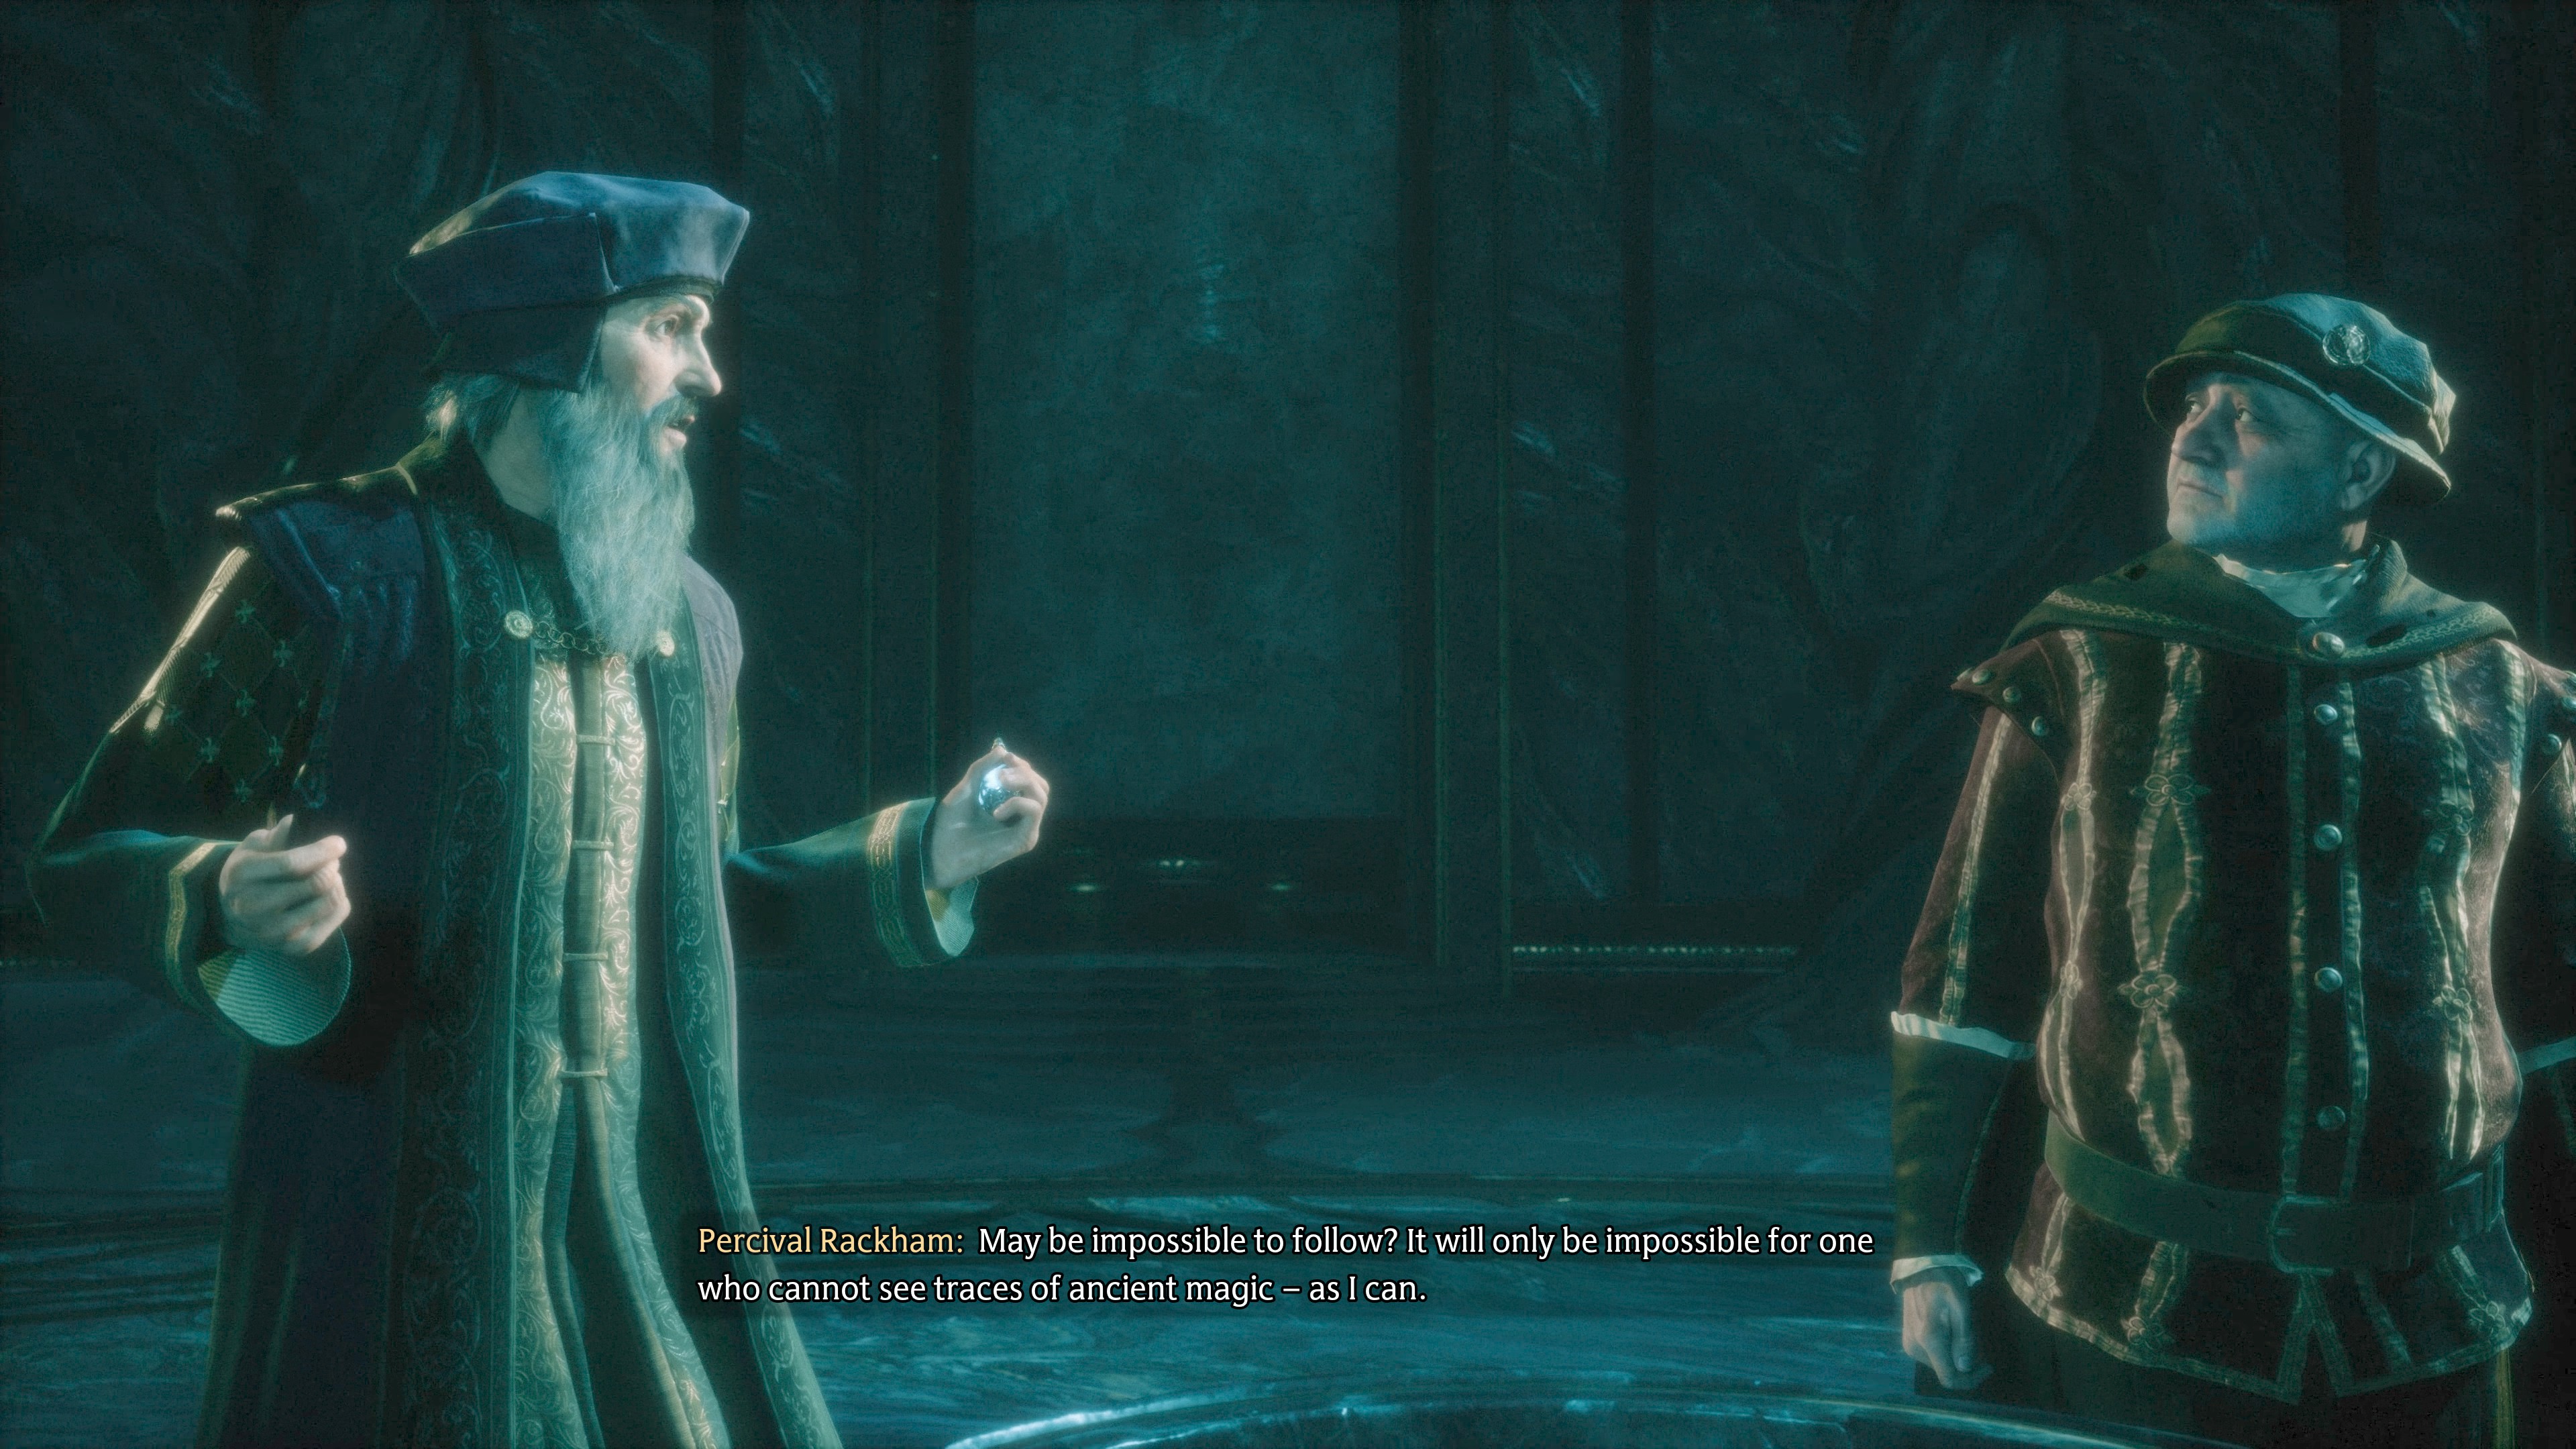 Percival Rackham: May be impossible to follow? It will only be impossible for one
who cannot see traces of ancient magic – as I can.